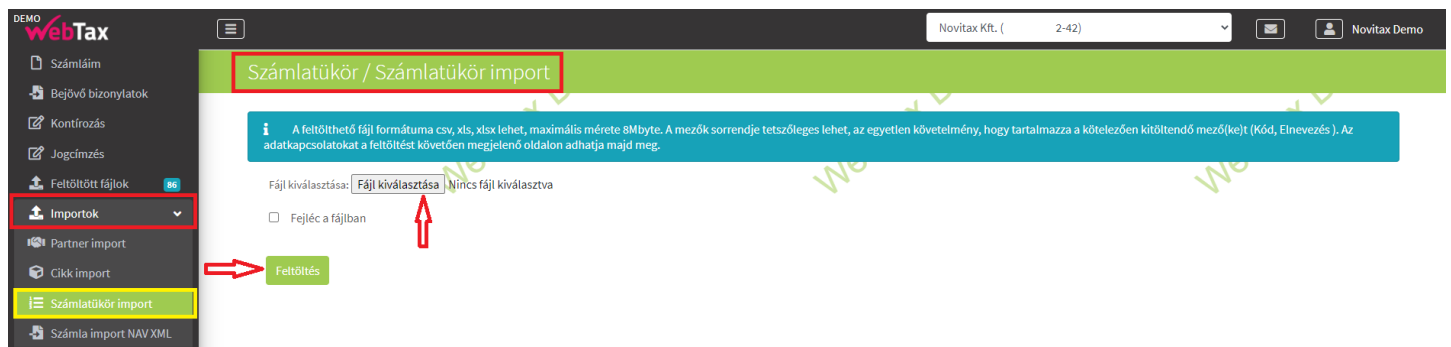 DEMO
WebTax
Novitax Kft. ( 2-42)
Novitax Demo
Számláim
Bejövő bizonylatok
Kontírozás
Jogcímzés
Feltöltött fájlok 86
Importok
Partner import
Cikk import
Számlatükör import
Számla import NAV XML
Számlatükör / Számlatükör import
A feltölthető fájl formátuma csv, xls, xlsx lehet, maximális mérete 8Mbyte. A mezők sorrendje tetszőleges lehet, az egyetlen követelmény, hogy tartalmazza a kötelezően kitöltendő mező(ke)t (Kód, Elnevezés ). Az
adatkapcsolatokat a feltöltést követően megjelenő oldalon adhatja majd meg.
Fájl kiválasztása: Fájl kiválasztása Nincs fájl kiválasztva
Fejléc a fájlban
Feltöltés